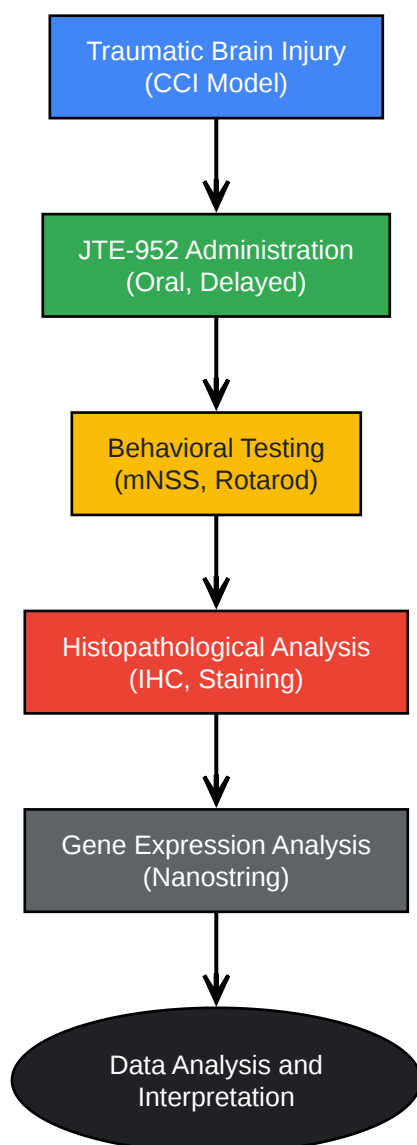 Traumatic Brain Injury
(CCI Model)
JTE-952 Administration
(Oral, Delayed)
Behavioral Testing
(mNSS, Rotarod)
Histopathological Analysis
(IHC, Staining)
Gene Expression Analysis
(Nanostring)
Data Analysis and
Interpretation